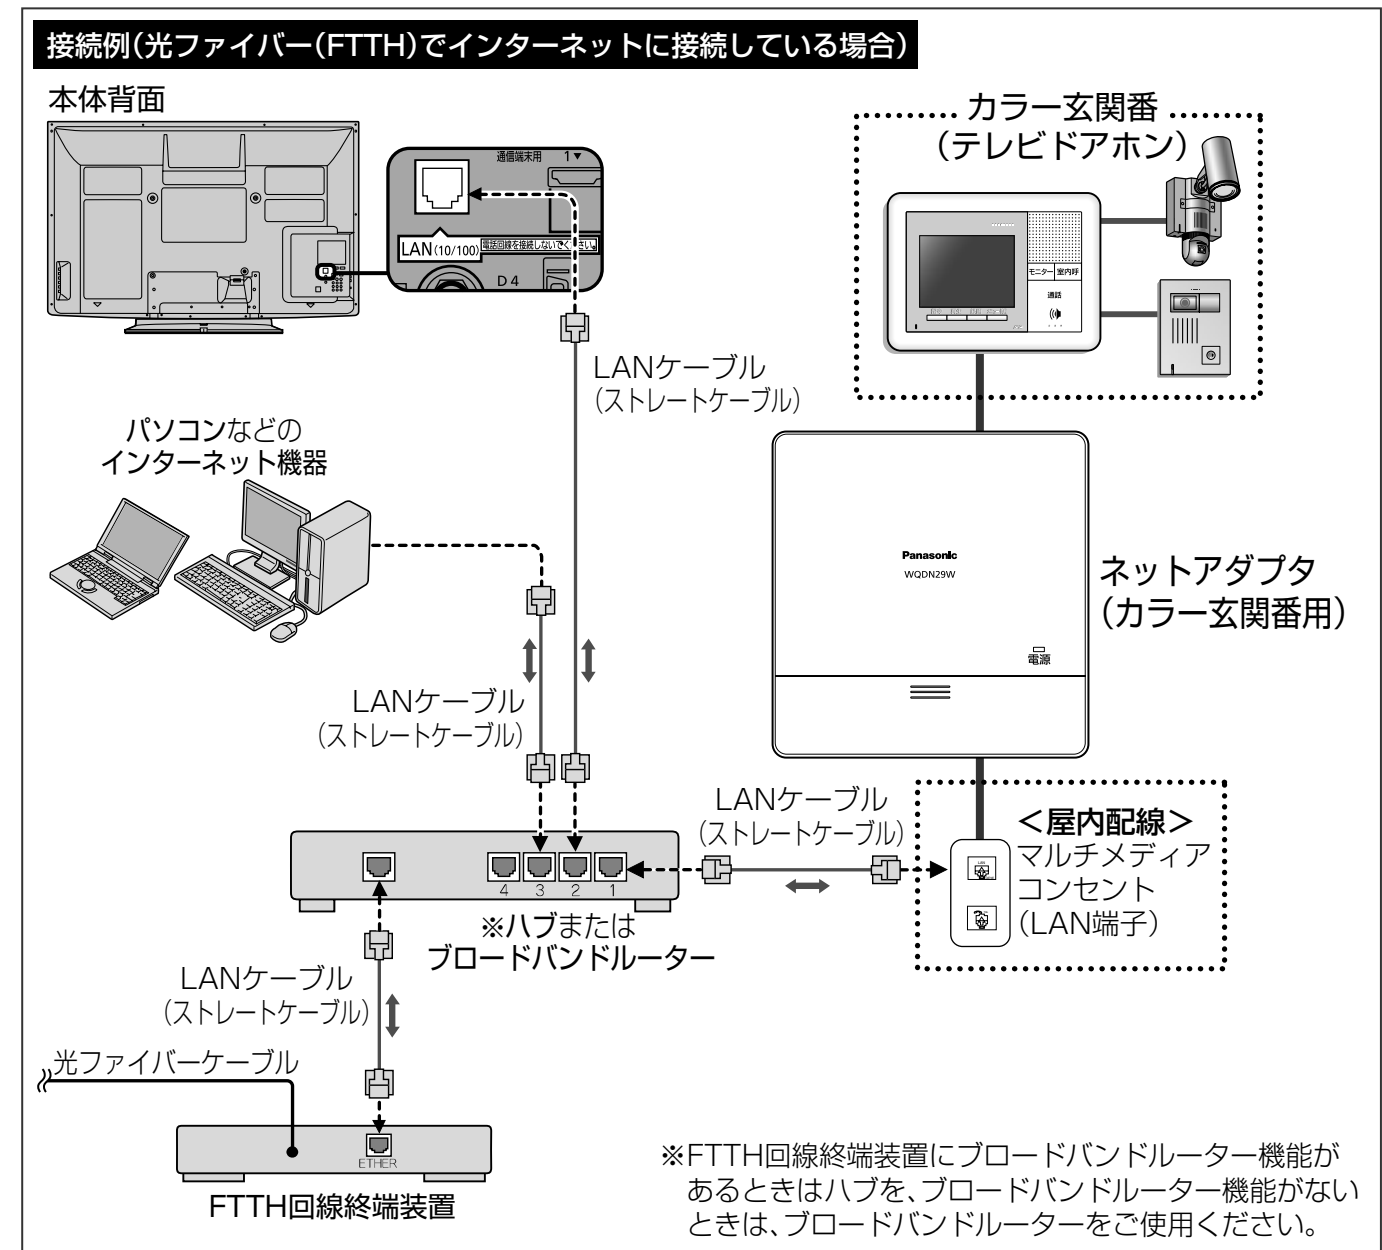 接続例(光ファイバー(FTTH)でインターネットに接続している場合)
本体背面
通信端末用
1▼
LAN(10/100)
電話回線を接続しないでください。
D4
カラー玄関番
(テレビドアホン)
モニター
室内呼
通話
LANケーブル
(ストレートケーブル)
パソコンなどの
インターネット機器
Panasonic
WQDN29W
電源
ネットアダプタ
(カラー玄関番用)
LANケーブル
(ストレートケーブル)
LANケーブル
(ストレートケーブル)
<屋内配線>
マルチメディア
コンセント
(LAN端子)
4 3 2 1
※ハブまたは
ブロードバンドルーター
LANケーブル
(ストレートケーブル)
光ファイバーケーブル
ETHER
FTTH回線終端装置
※FTTH回線終端装置にブロードバンドルーター機能が
あるときはハブを、ブロードバンドルーター機能がない
ときは、ブロードバンドルーターをご使用ください。